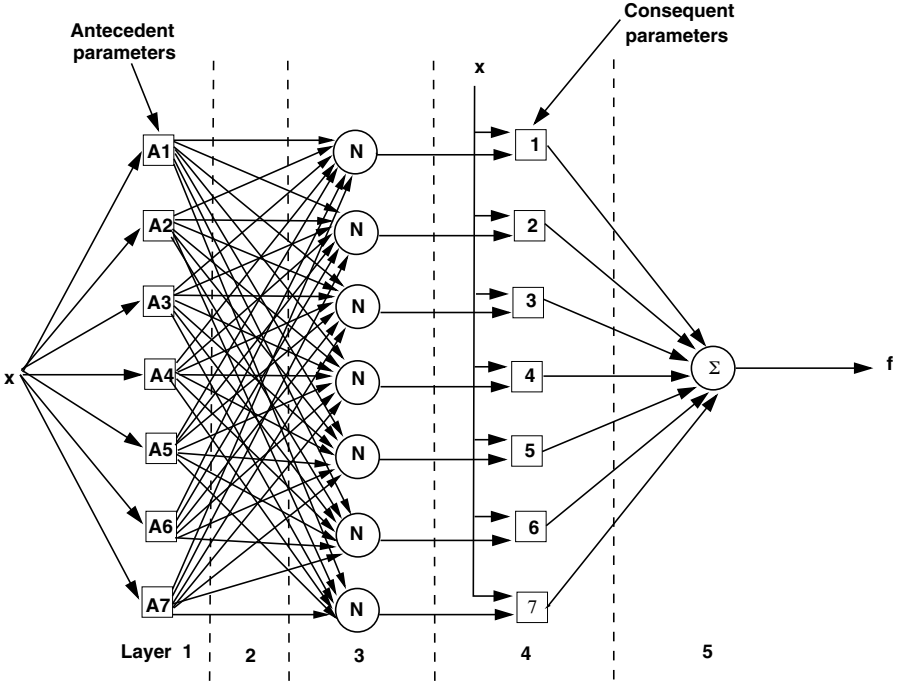 Antecedent
parameters
Consequent
parameters
x
x
A1
A2
A3
A4
A5
A6
A7
N
N
N
N
N
N
N
1
2
3
4
5
6
7
Σ
f
Layer 1
2
3
4
5